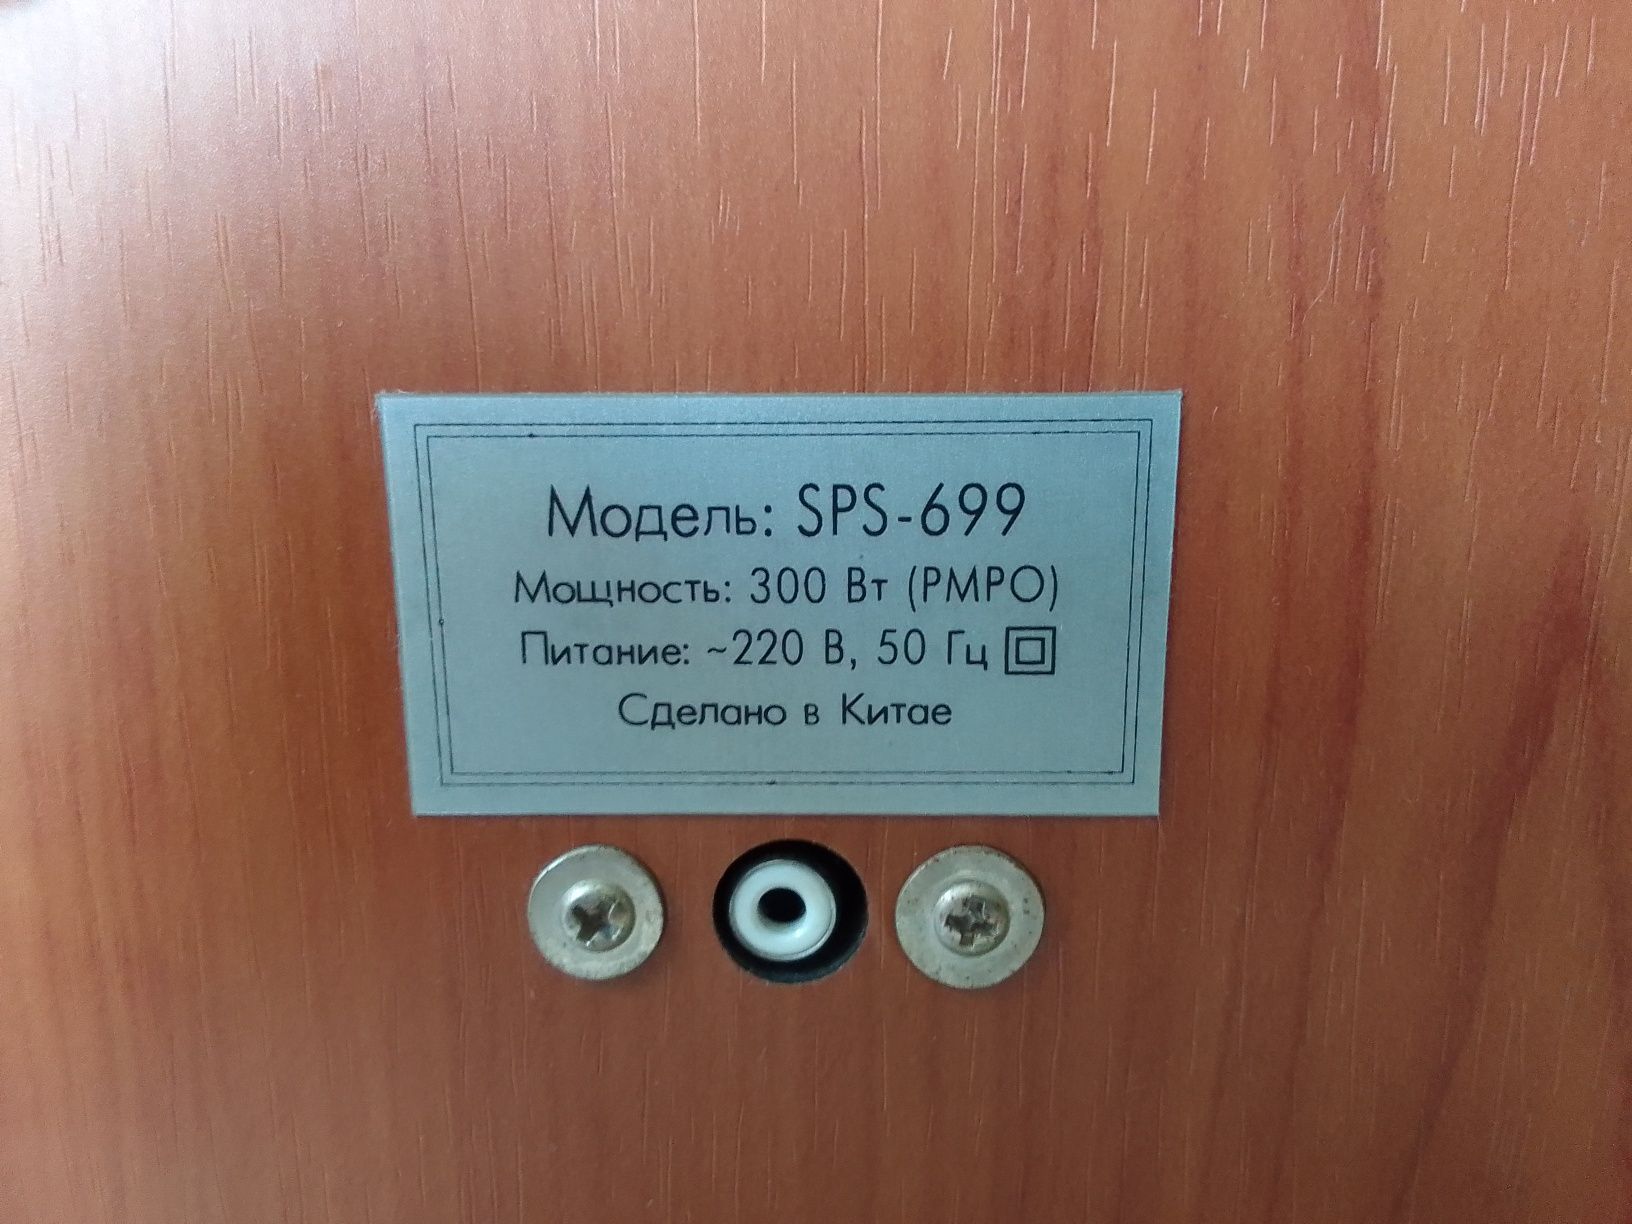 Модель: SPS-699
Мощность: 300 Вт (PMPO)
Питание: ~220 В, 50 Гц
Сделано в Китае